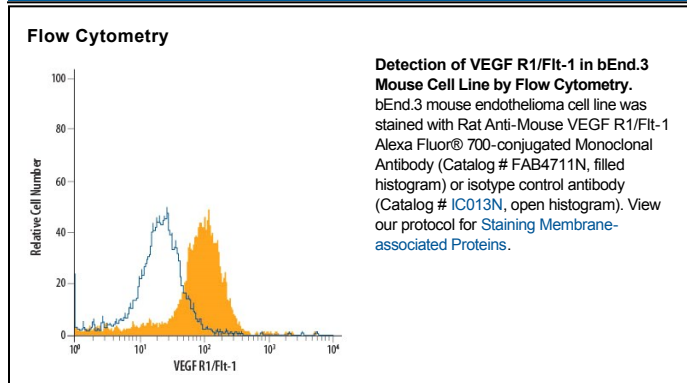 Flow Cytometry
Detection of VEGF R1/Flt-1 in bEnd.3
Mouse Cell Line by Flow Cytometry.
bEnd.3 mouse endothelioma cell line was
stained with Rat Anti-Mouse VEGF R1/Flt-1
Alexa Fluor® 700-conjugated Monoclonal
Antibody (Catalog # FAB4711N, filled
histogram) or isotype control antibody
(Catalog # IC013N, open histogram). View
our protocol for Staining Membrane-
associated Proteins.
Relative Cell Number
100
80
60
40
20
0
10⁰ 10¹ 10² 10³ 10⁴
VEGF R1/Flt-1